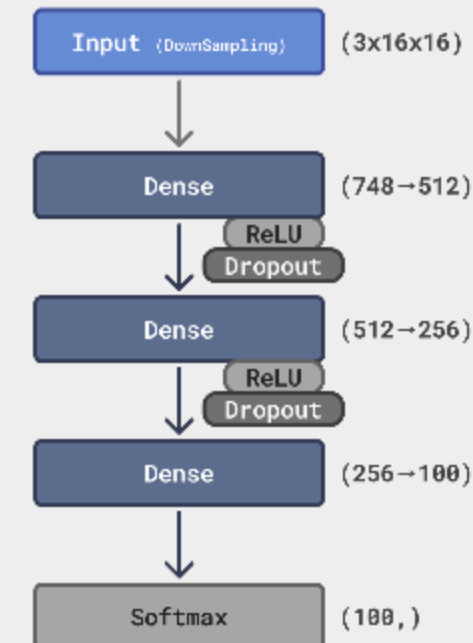 Input (DownSampling) (3x16x16)
Dense (748→512)
ReLU
Dropout
Dense (512→256)
ReLU
Dropout
Dense (256→100)
Softmax (100,)